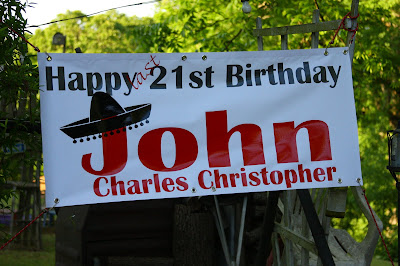 Happy last 21st Birthday
John
Charles Christopher